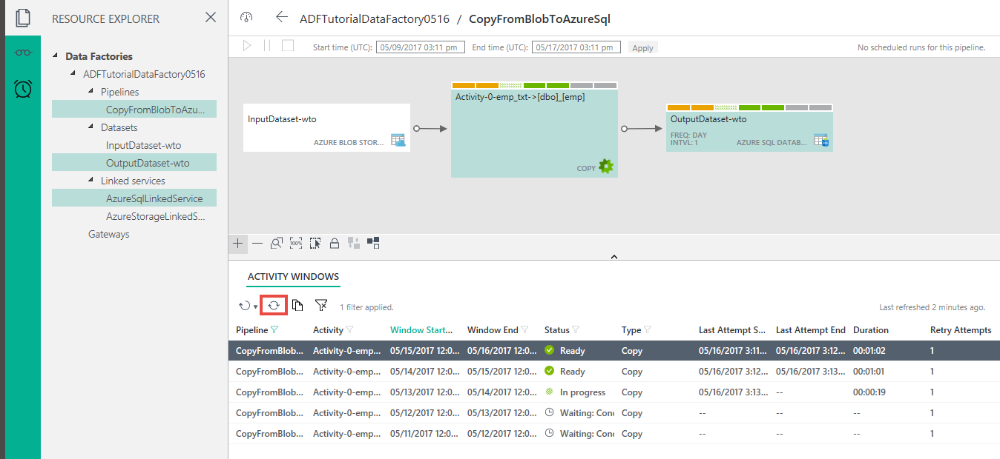 RESOURCE EXPLORER
Data Factories
ADFTutorialDataFactory0516
Pipelines
CopyFromBlobToAzu...
Datasets
InputDataset-wto
OutputDataset-wto
Linked services
AzureSqlLinkedService
AzureStorageLinkedS...
Gateways
ADFTutorialDataFactory0516 / CopyFromBlobToAzureSql
Start time (UTC): 05/09/2017 03:11 pm End time (UTC): 05/17/2017 03:11 pm Apply No scheduled runs for this pipeline.
InputDataset-wto
AZURE BLOB STOR...
Activity-0-emp_txt->[dbo]_[emp]
COPY
OutputDataset-wto
FREQ: DAY
INTVL: 1 AZURE SQL DATAB...
100%
ACTIVITY WINDOWS
1 filter applied. Last refreshed 2 minutes ago.
Pipeline Activity Window Start... Window End Status Type Last Attempt S... Last Attempt End Duration Retry Attempts
CopyFromBlob... Activity-0-emp... 05/15/2017 12:0... 05/16/2017 12:0... Ready Copy 05/16/2017 3:11... 05/16/2017 3:12... 00:01:02 1
CopyFromBlob... Activity-0-emp... 05/14/2017 12:0... 05/15/2017 12:0... Ready Copy 05/16/2017 3:12... 05/16/2017 3:13... 00:01:01 1
CopyFromBlob... Activity-0-emp... 05/13/2017 12:0... 05/14/2017 12:0... In progress Copy 05/16/2017 3:13... -- 00:00:19 1
CopyFromBlob... Activity-0-emp... 05/12/2017 12:0... 05/13/2017 12:0... Waiting: Conc Copy -- -- -- 1
CopyFromBlob... Activity-0-emp... 05/11/2017 12:0... 05/12/2017 12:0... Waiting: Conc Copy -- -- -- 1